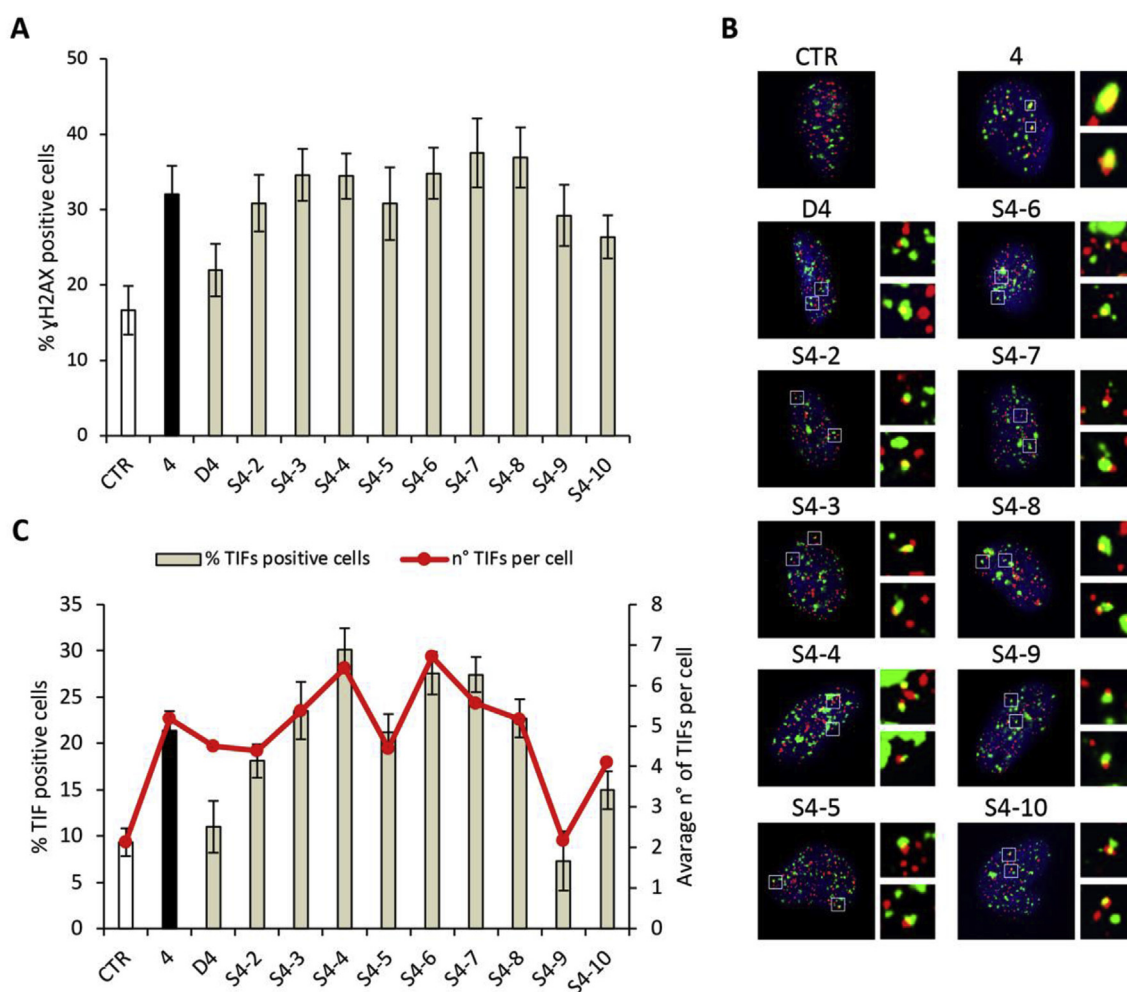 A
50
40
30
20
10
0
% ɣH2AX positive cells
CTR
4
D4
S4-2
S4-3
S4-4
S4-5
S4-6
S4-7
S4-8
S4-9
S4-10
B
CTR 4
D4 S4-6
S4-2 S4-7
S4-3 S4-8
S4-4 S4-9
S4-5 S4-10
C
% TIFs positive cells n° TIFs per cell
35
30
25
20
15
10
5
0
% TIF positive cells
8
7
6
5
4
3
2
1
0
Avarage n° of TIFs per cell
CTR
4
D4
S4-2
S4-3
S4-4
S4-5
S4-6
S4-7
S4-8
S4-9
S4-10